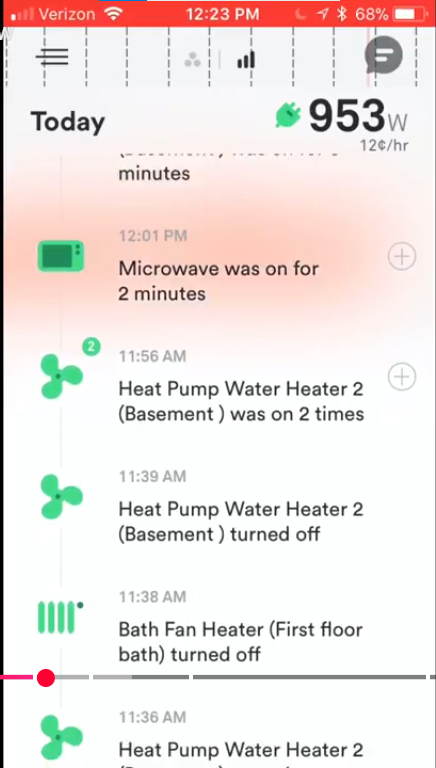 Verizon 12:23 PM 68%
Today 953W
12¢/hr
minutes
12:01 PM
Microwave was on for
2 minutes
2
11:56 AM
Heat Pump Water Heater 2
(Basement ) was on 2 times
11:39 AM
Heat Pump Water Heater 2
(Basement ) turned off
11:38 AM
Bath Fan Heater (First floor
bath) turned off
11:36 AM
Heat Pump Water Heater 2